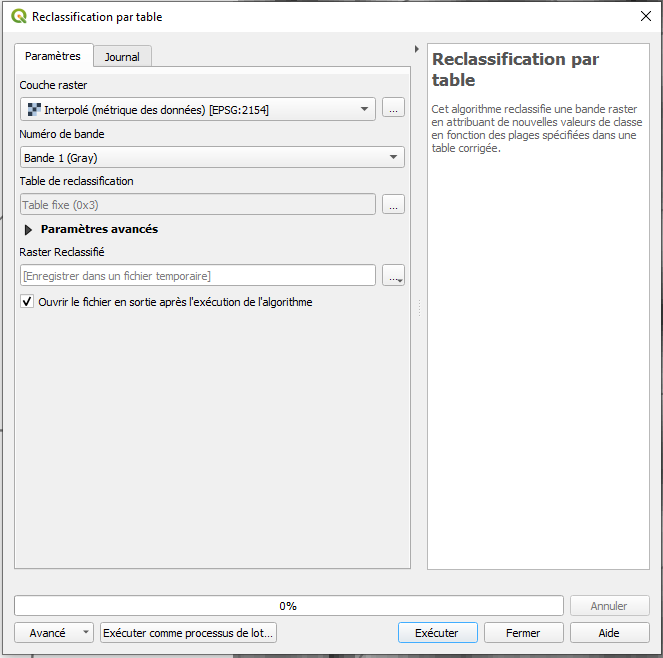 Reclassification par table
Paramètres
Journal
Couche raster
Interpolé (métrique des données) [EPSG:2154]
...
Numéro de bande
Bande 1 (Gray)
Table de reclassification
Table fixe (0x3)
...
Paramètres avancés
Raster Reclassifié
[Enregistrer dans un fichier temporaire]
...
Ouvrir le fichier en sortie après l'exécution de l'algorithme
Reclassification par
table
Cet algorithme reclassifie une bande raster
en attribuant de nouvelles valeurs de classe
en fonction des plages spécifiées dans une
table corrigée.
0%
Annuler
Avancé
Exécuter comme processus de lot...
Exécuter
Fermer
Aide